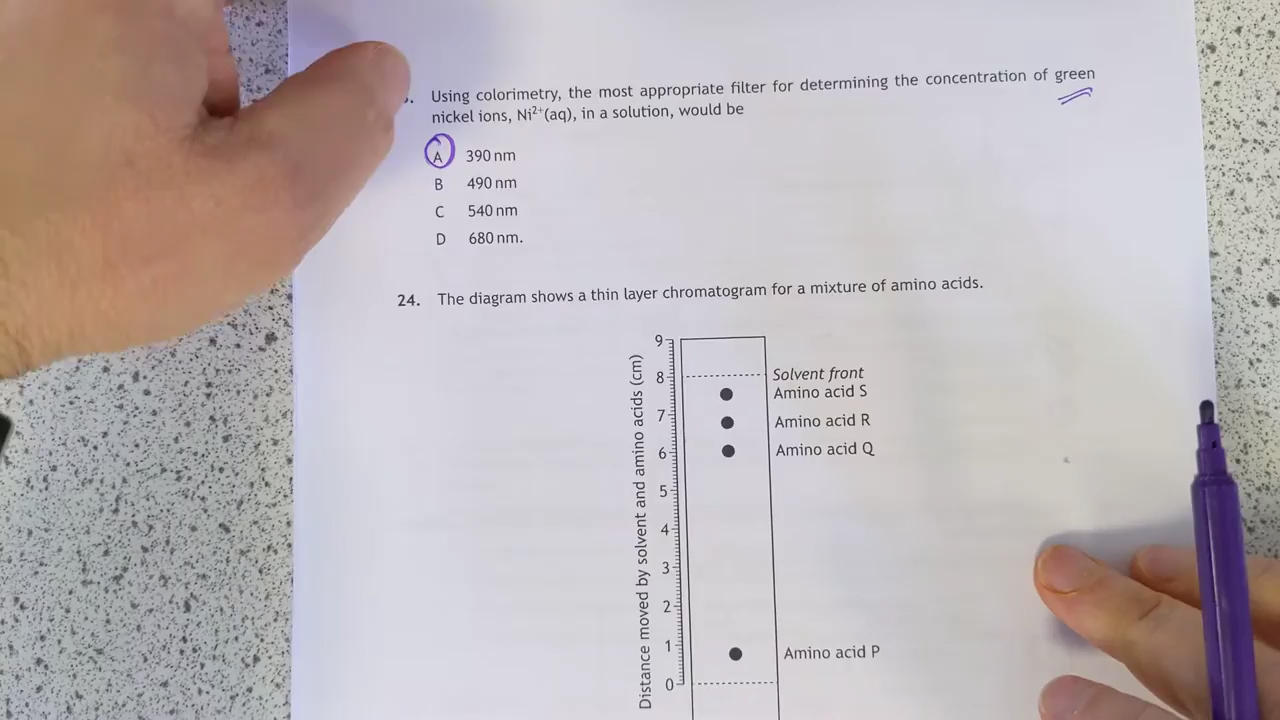 . Using colorimetry, the most appropriate filter for determining the concentration of green
nickel ions, Ni²⁺(aq), in a solution, would be
A 390 nm
B 490 nm
C 540 nm
D 680 nm.
24. The diagram shows a thin layer chromatogram for a mixture of amino acids.
Distance moved by solvent and amino acids (cm)
9
8
7
6
5
4
3
2
1
0
Solvent front
Amino acid S
Amino acid R
Amino acid Q
Amino acid P